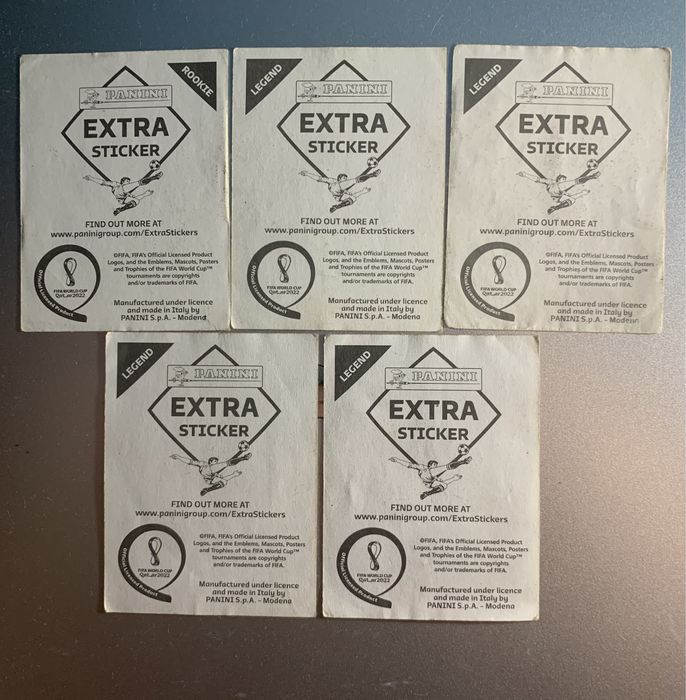 ROOKIE
PANINI
EXTRA
STICKER
FIND OUT MORE AT
www.paninigroup.com/ExtraStickers
©FIFA, FIFA's Official Licensed Product
Logos, and the Emblems, Mascots, Posters
and Trophies of the FIFA World Cup™
tournaments are copyrights
and/or trademarks of FIFA.
FIFA WORLD CUP
Qatar2022
Official Licensed Product
Manufactured under licence
and made in Italy by
PANINI S.p.A. - Modena
LEGEND
PANINI
EXTRA
STICKER
FIND OUT MORE AT
www.paninigroup.com/ExtraStickers
©FIFA, FIFA's Official Licensed Product
Logos, and the Emblems, Mascots, Posters
and Trophies of the FIFA World Cup™
tournaments are copyrights
and/or trademarks of FIFA.
FIFA WORLD CUP
Qatar2022
Official Licensed Product
Manufactured under licence
and made in Italy by
PANINI S.p.A. - Modena
LEGEND
PANINI
EXTRA
STICKER
FIND OUT MORE AT
www.paninigroup.com/ExtraStickers
©FIFA, FIFA's Official Licensed Product
Logos, and the Emblems, Mascots, Posters
and Trophies of the FIFA World Cup™
tournaments are copyrights
and/or trademarks of FIFA.
FIFA WORLD CUP
Qatar2022
Official Licensed Product
Manufactured under licence
and made in Italy by
PANINI S.p.A. - Modena
LEGEND
PANINI
EXTRA
STICKER
FIND OUT MORE AT
www.paninigroup.com/ExtraStickers
©FIFA, FIFA's Official Licensed Product
Logos, and the Emblems, Mascots, Posters
and Trophies of the FIFA World Cup™
tournaments are copyrights
and/or trademarks of FIFA.
FIFA WORLD CUP
Qatar2022
Official Licensed Product
Manufactured under licence
and made in Italy by
PANINI S.p.A. - Modena
LEGEND
PANINI
EXTRA
STICKER
FIND OUT MORE AT
www.paninigroup.com/ExtraStickers
©FIFA, FIFA's Official Licensed Product
Logos, and the Emblems, Mascots, Posters
and Trophies of the FIFA World Cup™
tournaments are copyrights
and/or trademarks of FIFA.
FIFA WORLD CUP
Qatar2022
Official Licensed Product
Manufactured under licence
and made in Italy by
PANINI S.p.A. - Modena